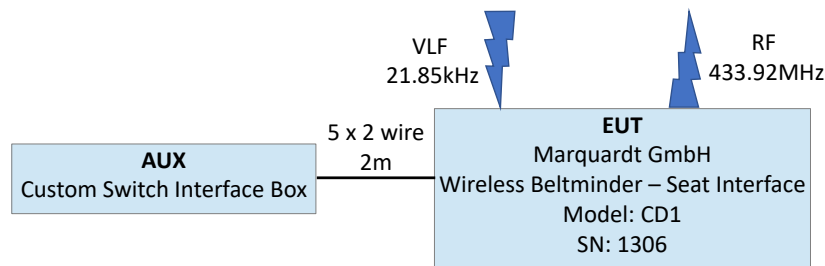 VLF
21.85kHz
RF
433.92MHz
5 x 2 wire
2m
AUX
Custom Switch Interface Box
EUT
Marquardt GmbH
Wireless Beltminder – Seat Interface
Model: CD1
SN: 1306